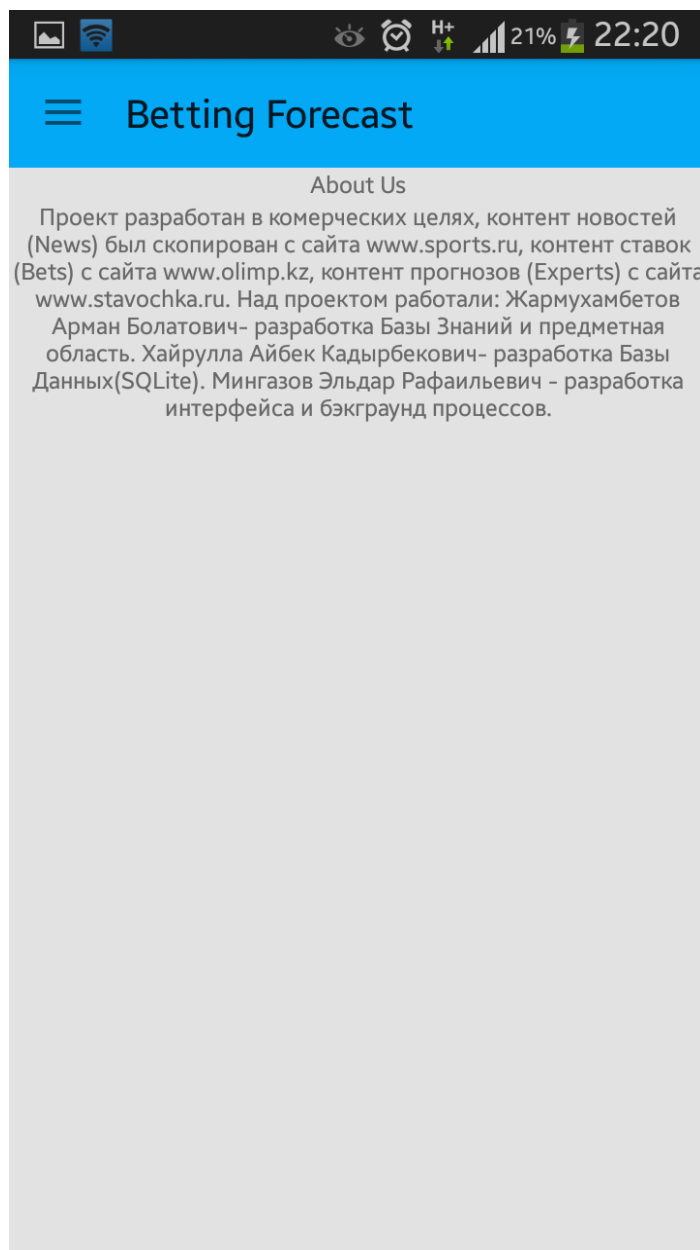 H+ 21% 22:20
Betting Forecast
About Us
Проект разработан в комерческих целях, контент новостей
(News) был скопирован с сайта www.sports.ru, контент ставок
(Bets) с сайта www.olimp.kz, контент прогнозов (Experts) с сайта
www.stavochka.ru. Над проектом работали: Жармухамбетов
Арман Болатович- разработка Базы Знаний и предметная
область. Хайрулла Айбек Кадырбекович- разработка Базы
Данных(SQLite). Мингазов Эльдар Рафаильевич - разработка
интерфейса и бэкграунд процессов.